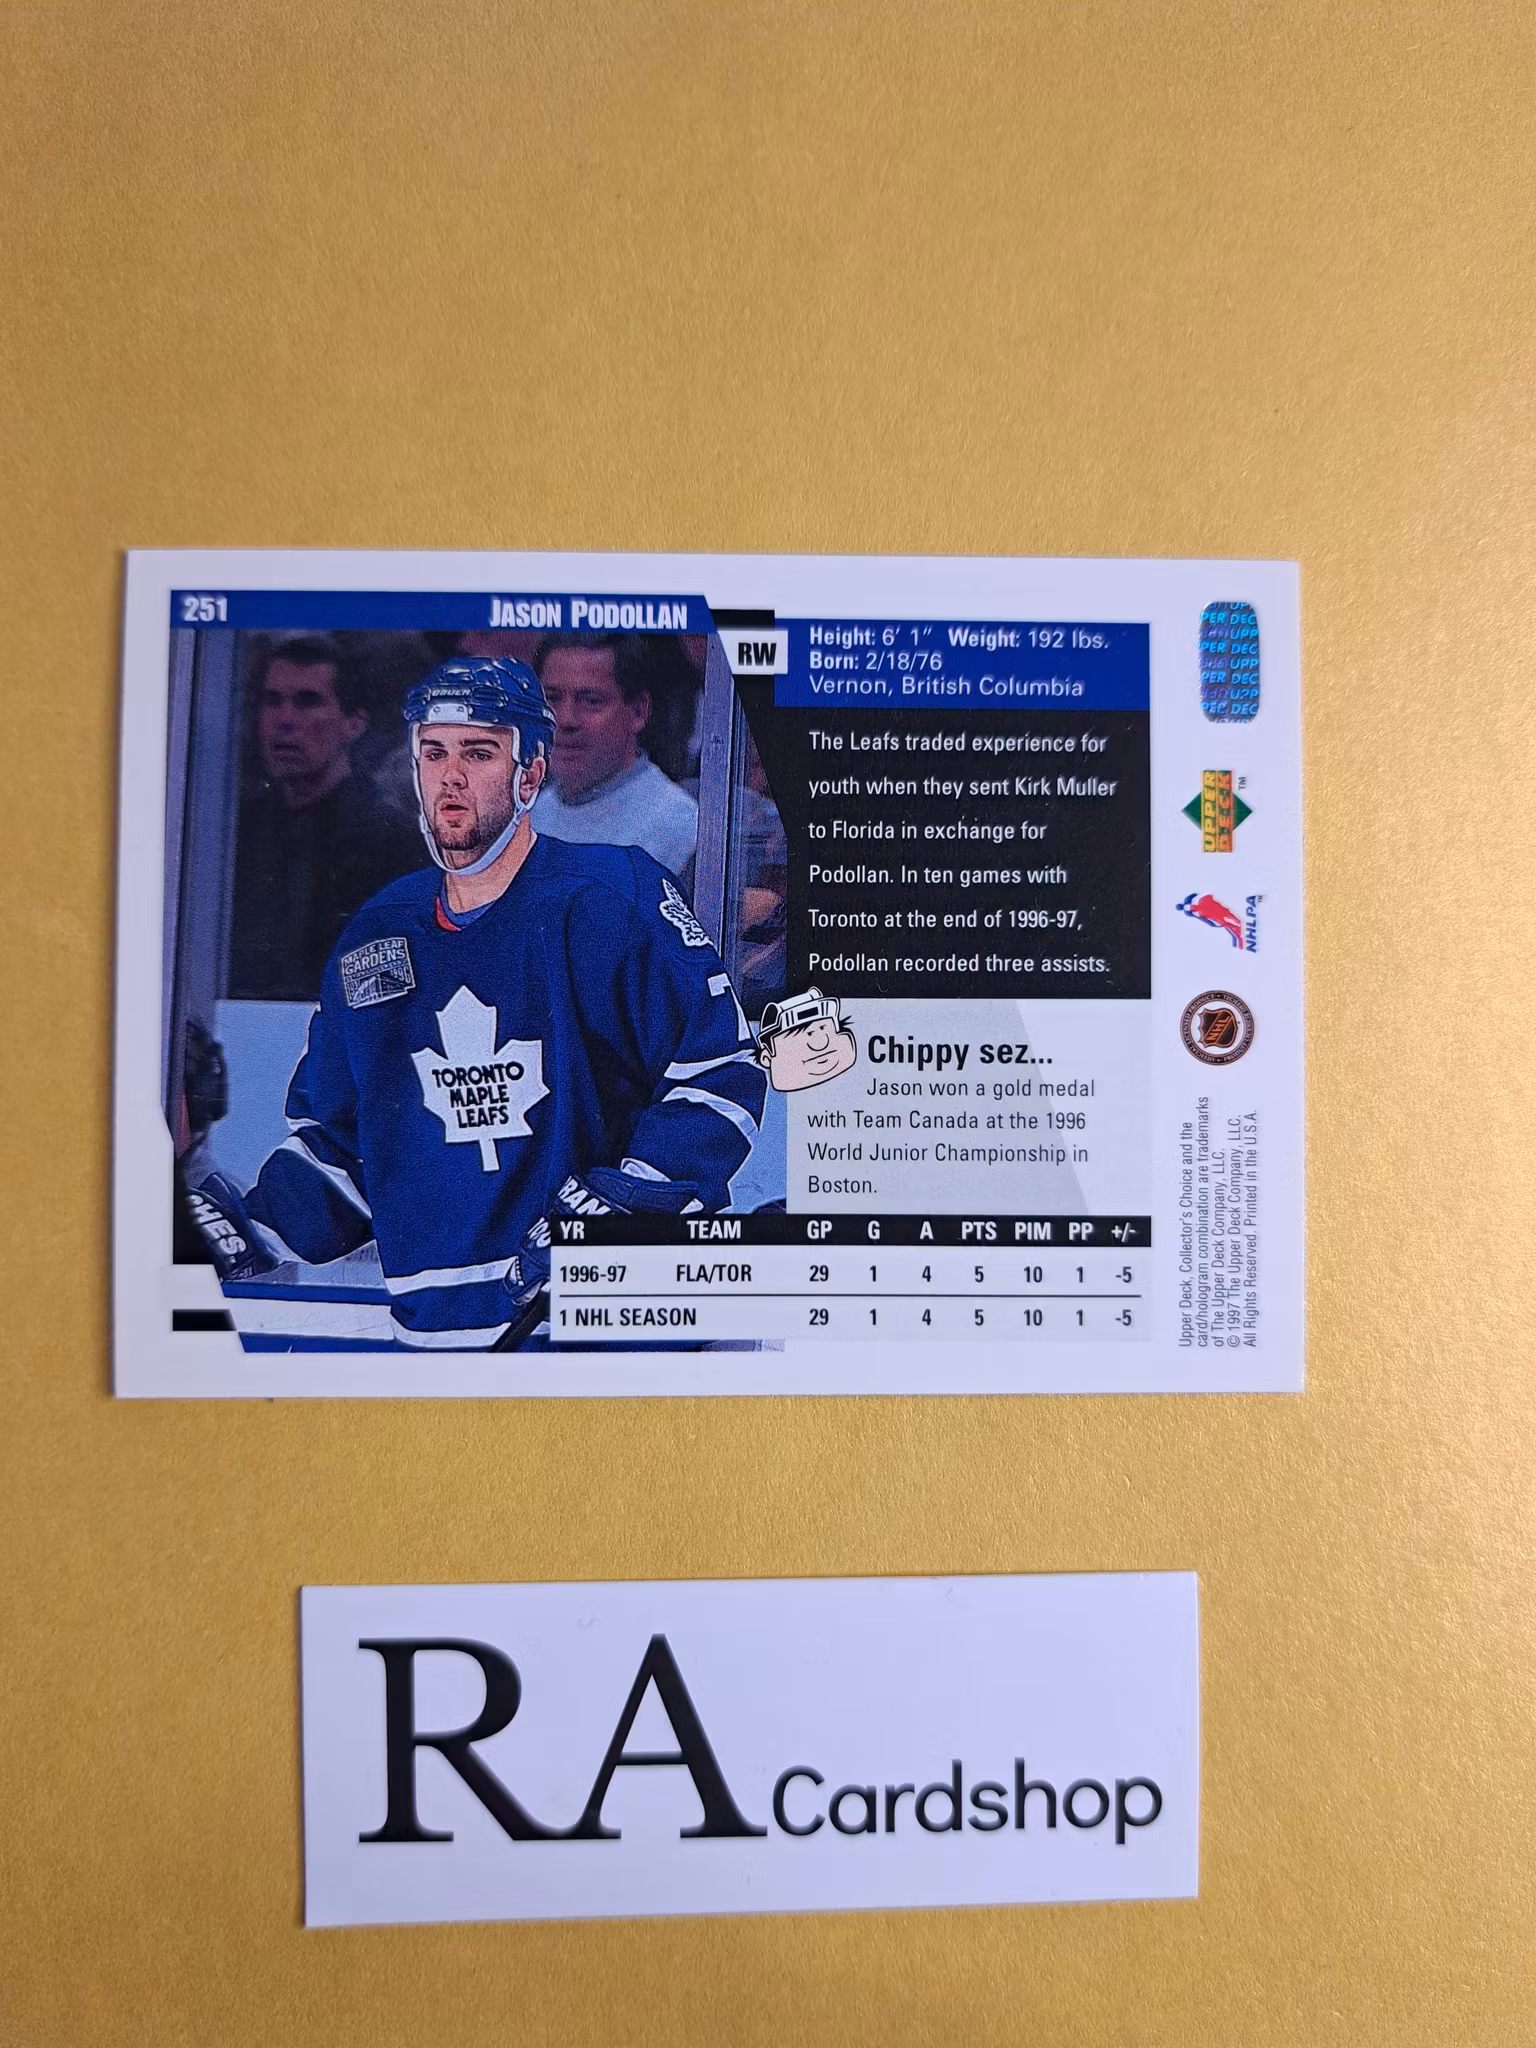 251
JASON PODOLLAN
RW
Height: 6' 1" Weight: 192 lbs.
Born: 2/18/76
Vernon, British Columbia
The Leafs traded experience for
youth when they sent Kirk Muller
to Florida in exchange for
Podollan. In ten games with
Toronto at the end of 1996-97,
Podollan recorded three assists.
Chippy sez...
Jason won a gold medal
with Team Canada at the 1996
World Junior Championship in
Boston.
YR TEAM GP G A PTS PIM PP +/-
1996-97 FLA/TOR 29 1 4 5 10 1 -5
1 NHL SEASON 29 1 4 5 10 1 -5
BAUER
MAPLE LEAF
GARDENS
TORONTO
MAPLE
LEAFS
UPPER
DECK
TM
NHLPA
NHL
Upper Deck, Collector's Choice and the
card/hologram combination are trademarks
of The Upper Deck Company, LLC.
© 1997 The Upper Deck Company, LLC.
All Rights Reserved. Printed in the U.S.A.
RA Cardshop